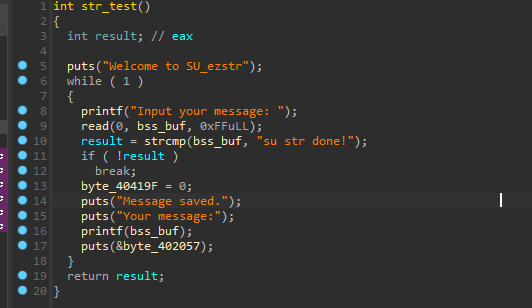 1 int str_test()
2 {
3 int result; // eax
4
5 puts("Welcome to SU_ezstr");
6 while ( 1 )
7 {
8 printf("Input your message: ");
9 read(0, bss_buf, 0xFFuLL);
10 result = strcmp(bss_buf, "su str done!");
11 if ( !result )
12 break;
13 byte_40419F = 0;
14 puts("Message saved.");
15 puts("Your message:");
16 printf(bss_buf);
17 puts(&byte_402057);
18 }
19 return result;
20 }